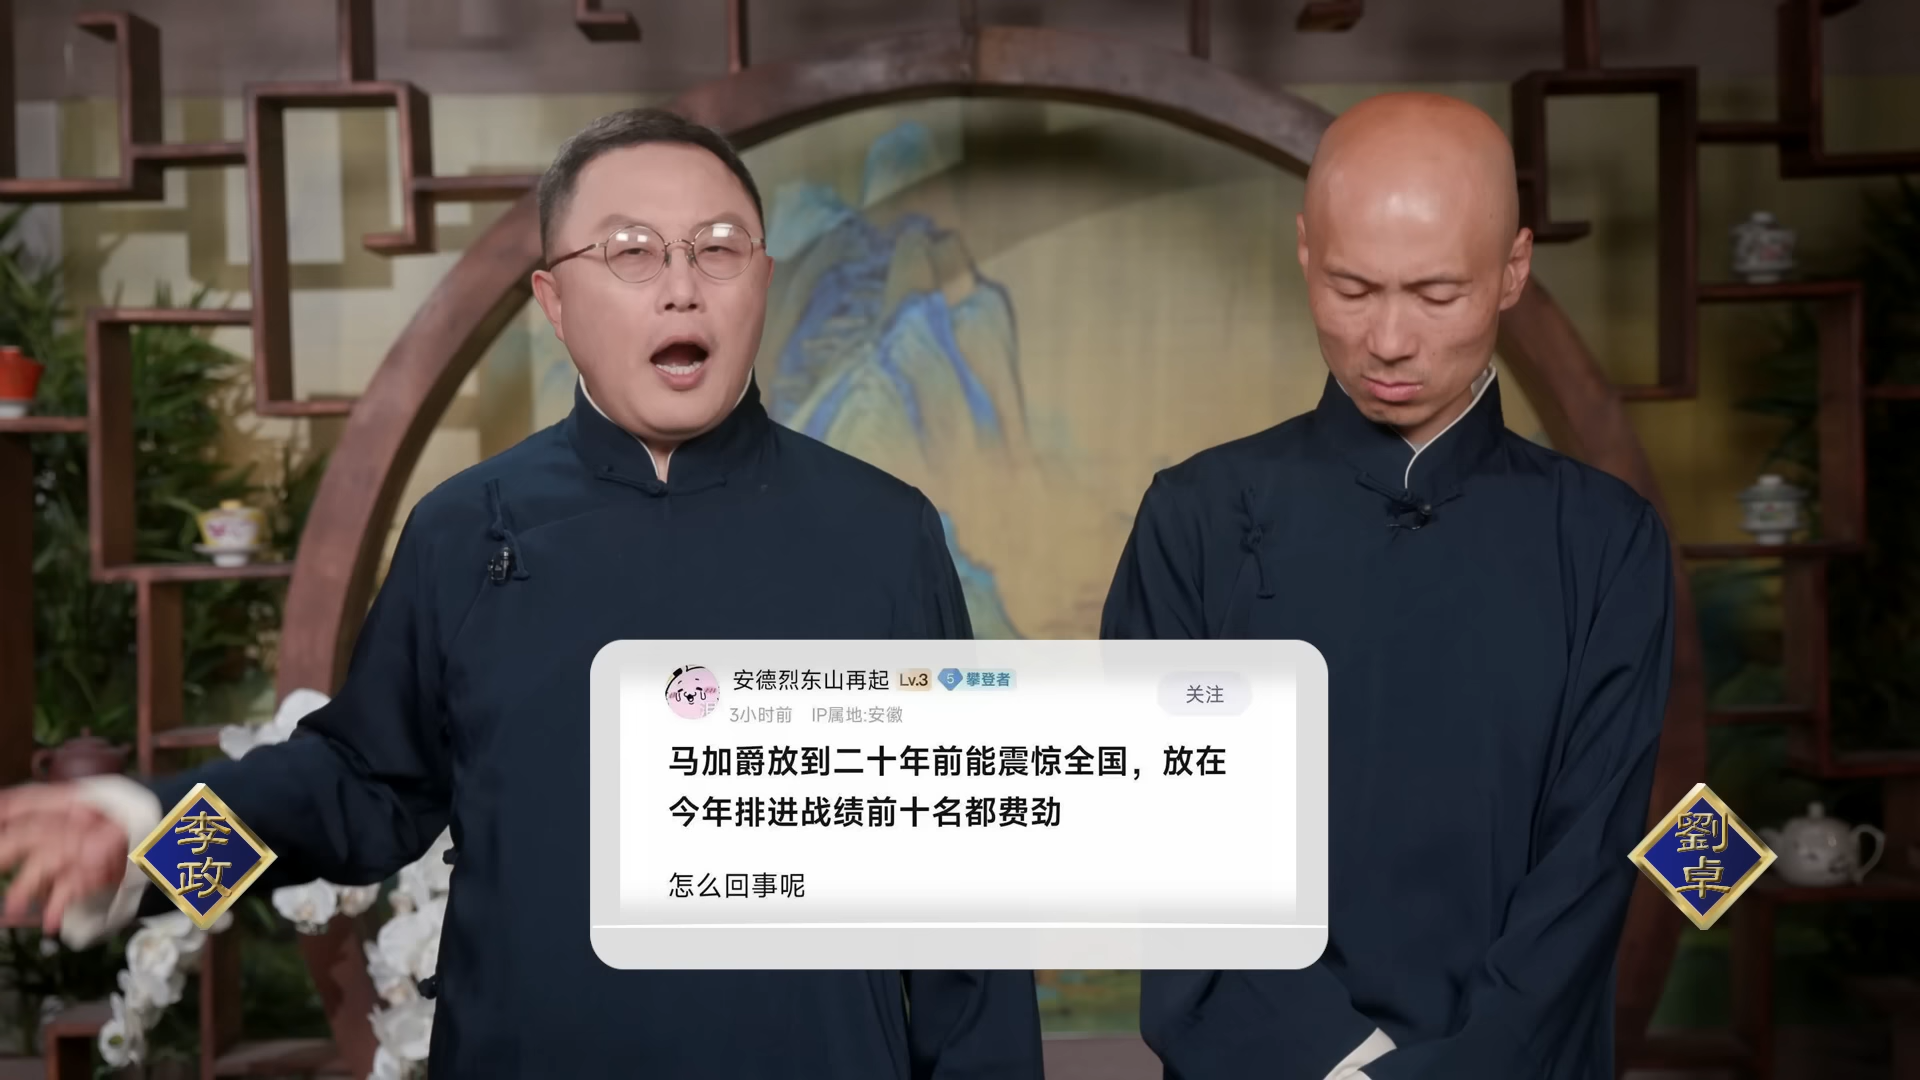 安德烈东山再起 Lv.3 5 攀登者
关注
3小时前 IP属地:安徽
马加爵放到二十年前能震惊全国，放在
今年排进战绩前十名都费劲
怎么回事呢
李政
劉卓